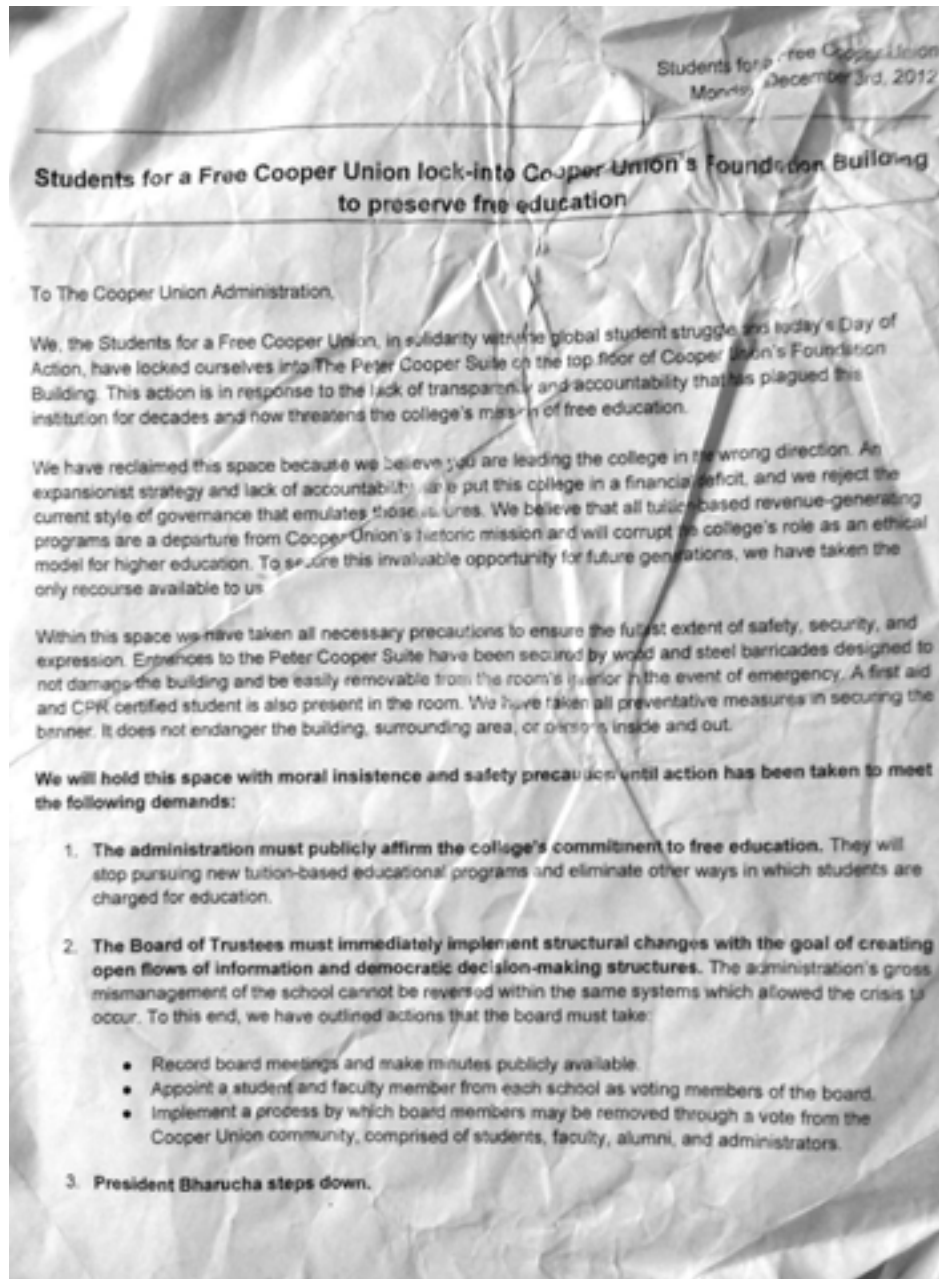 Students for a Free Cooper Union
Monday December 3rd, 2012
Students for a Free Cooper Union lock-into Cooper Union's Foundation Building
to preserve free education
To The Cooper Union Administration,
We, the Students for a Free Cooper Union, in solidarity with the global student struggle and today's Day of
Action, have locked ourselves into The Peter Cooper Suite on the top floor of Cooper Union's Foundation
Building. This action is in response to the lack of transparency and accountability that has plagued this
institution for decades and now threatens the college's mission of free education.
We have reclaimed this space because we believe you are leading the college in the wrong direction. An
expansionist strategy and lack of accountability have put this college in a financial deficit, and we reject the
current style of governance that emulates those failures. We believe that all tuition-based revenue-generating
programs are a departure from Cooper Union's historic mission and will corrupt the college's role as an ethical
model for higher education. To secure this invaluable opportunity for future generations, we have taken the
only recourse available to us
Within this space we have taken all necessary precautions to ensure the fullest extent of safety, security, and
expression. Entrances to the Peter Cooper Suite have been secured by wood and steel barricades designed to
not damage the building and be easily removable from the room's interior in the event of emergency. A first aid
and CPR certified student is also present in the room. We have taken all preventative measures in securing the
banner. It does not endanger the building, surrounding area, or persons inside and out.
We will hold this space with moral insistence and safety precaution until action has been taken to meet
the following demands:
1. The administration must publicly affirm the college's commitment to free education. They will
stop pursuing new tuition-based educational programs and eliminate other ways in which students are
charged for education.
2. The Board of Trustees must immediately implement structural changes with the goal of creating
open flows of information and democratic decision-making structures. The administration's gross
mismanagement of the school cannot be reversed within the same systems which allowed the crisis to
occur. To this end, we have outlined actions that the board must take:
• Record board meetings and make minutes publicly available.
• Appoint a student and faculty member from each school as voting members of the board.
• Implement a process by which board members may be removed through a vote from the
Cooper Union community, comprised of students, faculty, alumni, and administrators.
3. President Bharucha steps down.